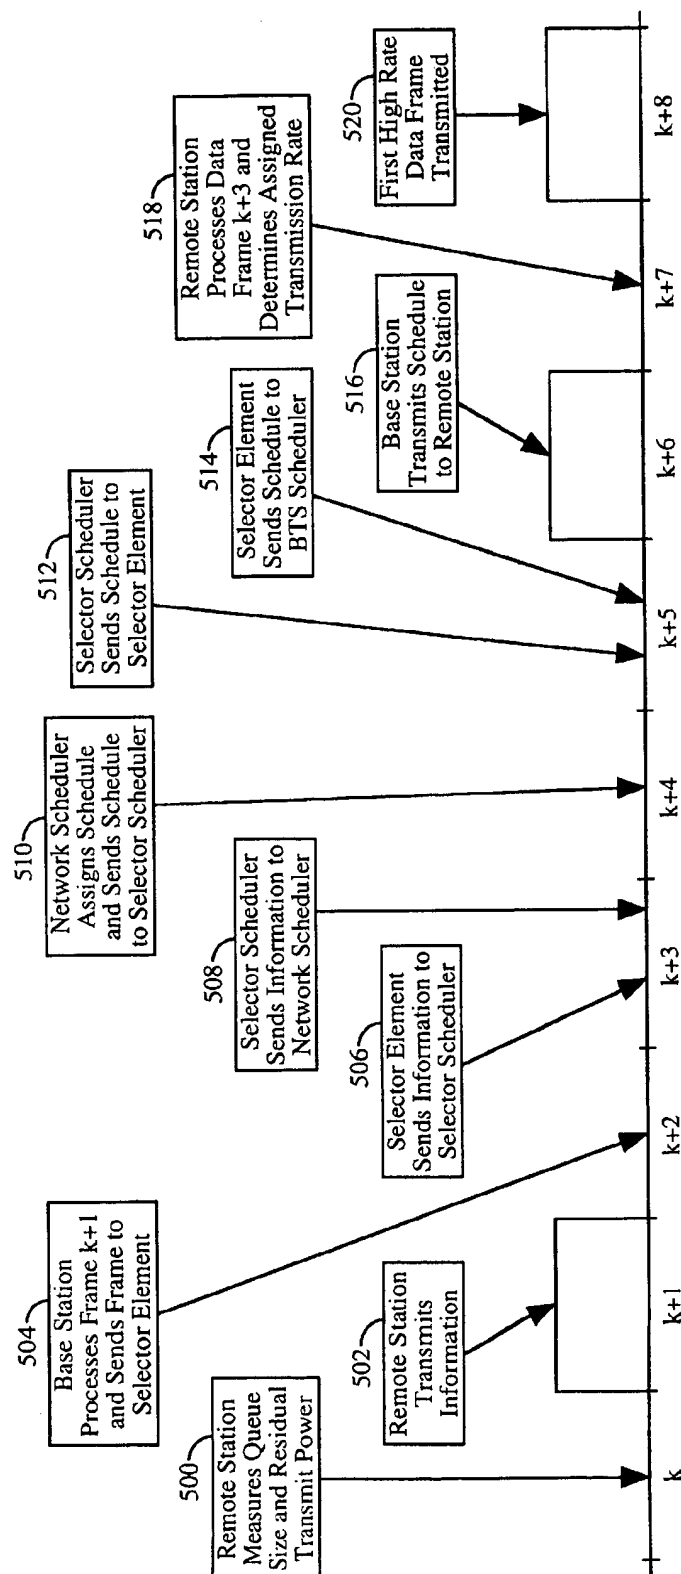 500
Remote Station
Measures Queue
Size and Residual
Transmit Power
502
Remote Station
Transmits
Information
504
Base Station
Processes Frame k+1
and Sends Frame to
Selector Element
506
Selector Element
Sends Information to
Selector Scheduler
508
Selector Scheduler
Sends Information to
Network Scheduler
510
Network Scheduler
Assigns Schedule
and Sends Schedule
to Selector Scheduler
512
Selector Scheduler
Sends Schedule to
Selector Element
514
Selector Element
Sends Schedule to
BTS Scheduler
516
Base Station
Transmits Schedule
to Remote Station
518
Remote Station
Processes Data
Frame k+3 and
Determines Assigned
Transmission Rate
520
First High Rate
Data Frame
Transmitted
k
k+1
k+2
k+3
k+4
k+5
k+6
k+7
k+8